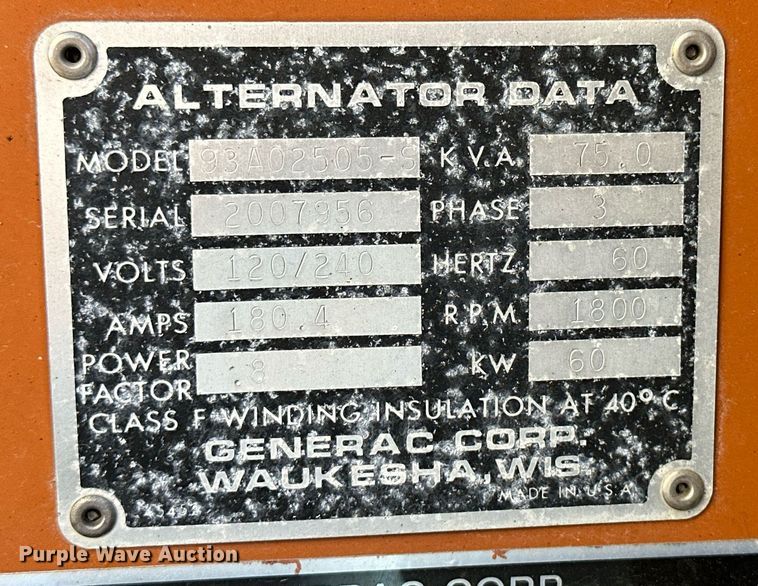 ALTERNATOR DATA
MODEL 93A02505-S K.V.A. 75.0
SERIAL 2007956 PHASE 3
VOLTS 120/240 HERTZ 60
AMPS 180.4 R.P.M. 1800
POWER FACTOR .8 KW 60
CLASS F WINDING INSULATION AT 40° C
GENERAC CORP.
WAUKESHA, WIS.
MADE IN U.S.A.
Purple Wave Auction
CORP.